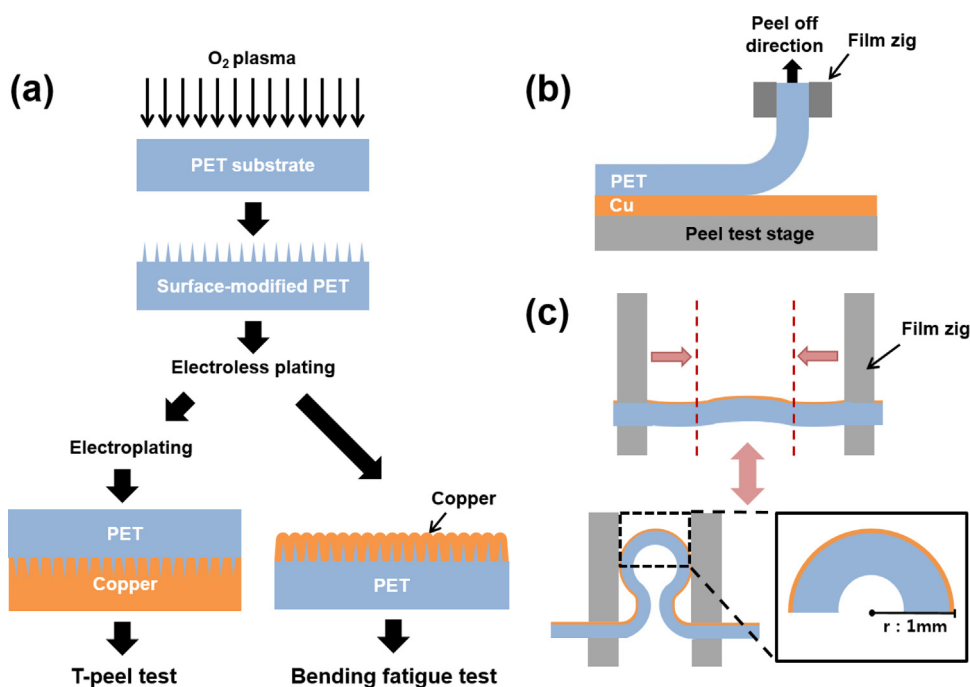 (a)
O₂ plasma
PET substrate
Surface-modified PET
Electroless plating
Electroplating
PET
Copper
T-peel test
Copper
PET
Bending fatigue test
(b)
Peel off
direction
Film zig
PET
Cu
Peel test stage
(c)
Film zig
r : 1mm